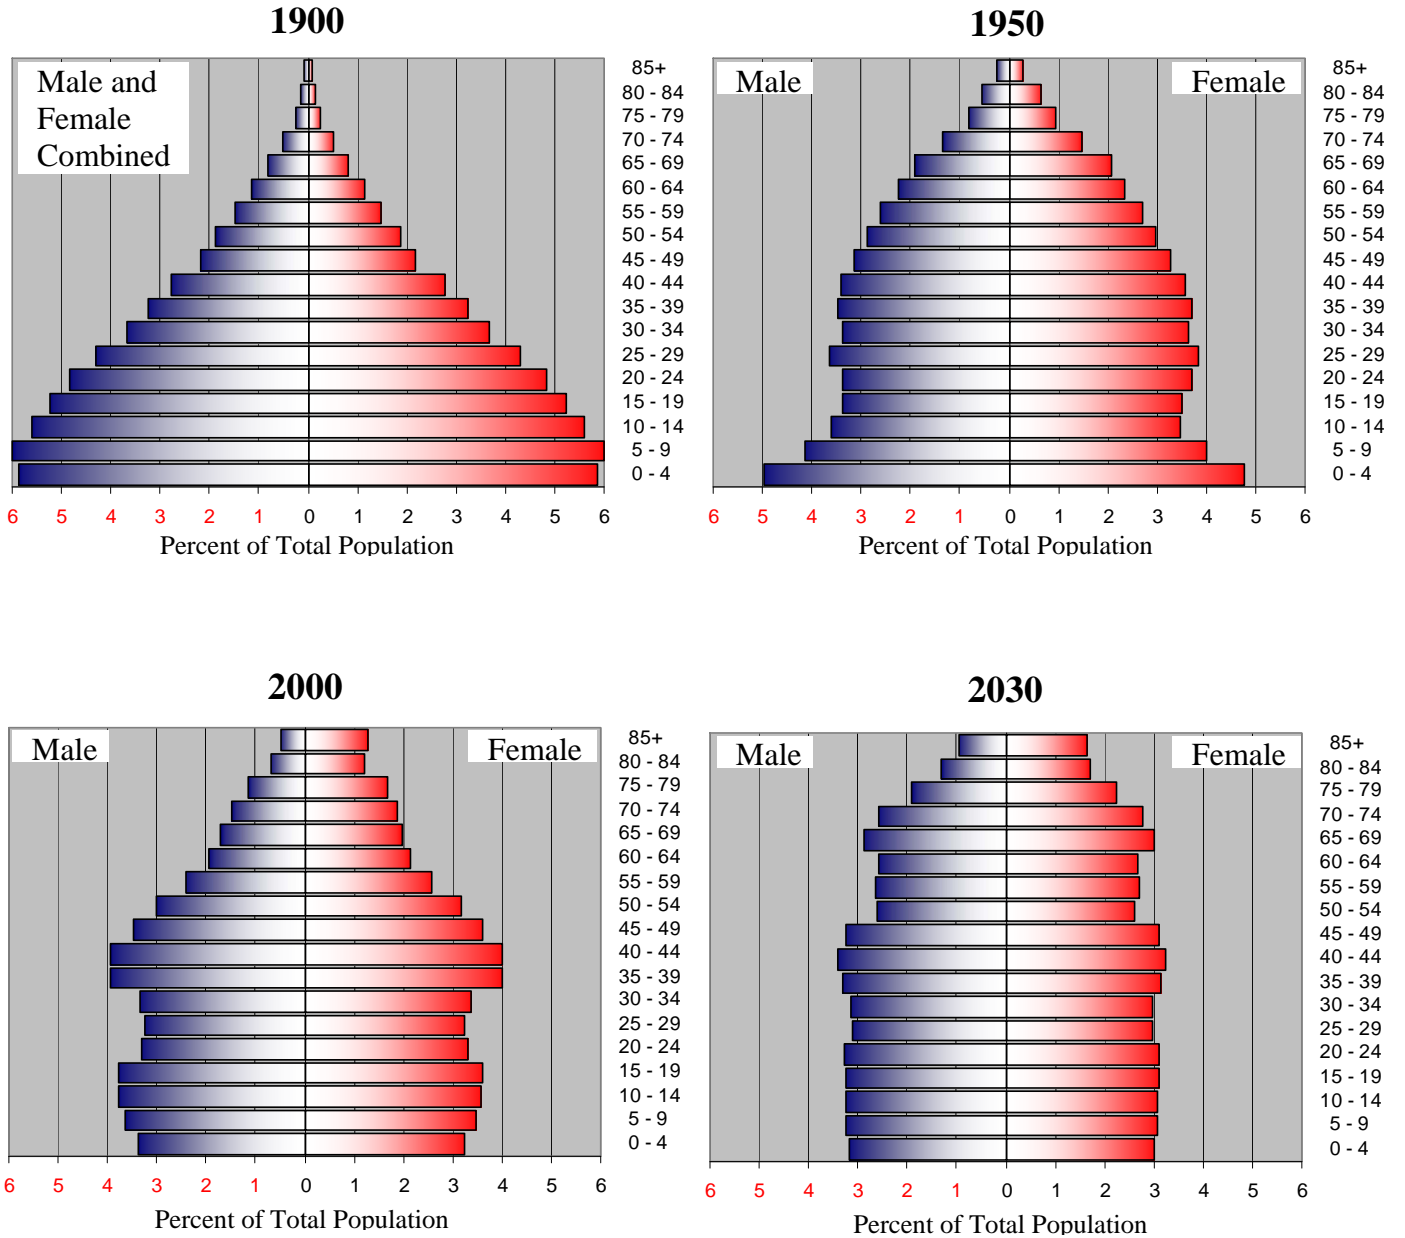 1900
Male and
Female
Combined
85+
80 - 84
75 - 79
70 - 74
65 - 69
60 - 64
55 - 59
50 - 54
45 - 49
40 - 44
35 - 39
30 - 34
25 - 29
20 - 24
15 - 19
10 - 14
5 - 9
0 - 4
6 5 4 3 2 1 0 1 2 3 4 5 6
Percent of Total Population
1950
Male
Female
85+
80 - 84
75 - 79
70 - 74
65 - 69
60 - 64
55 - 59
50 - 54
45 - 49
40 - 44
35 - 39
30 - 34
25 - 29
20 - 24
15 - 19
10 - 14
5 - 9
0 - 4
6 5 4 3 2 1 0 1 2 3 4 5 6
Percent of Total Population
2000
Male
Female
85+
80 - 84
75 - 79
70 - 74
65 - 69
60 - 64
55 - 59
50 - 54
45 - 49
40 - 44
35 - 39
30 - 34
25 - 29
20 - 24
15 - 19
10 - 14
5 - 9
0 - 4
6 5 4 3 2 1 0 1 2 3 4 5 6
Percent of Total Population
2030
Male
Female
85+
80 - 84
75 - 79
70 - 74
65 - 69
60 - 64
55 - 59
50 - 54
45 - 49
40 - 44
35 - 39
30 - 34
25 - 29
20 - 24
15 - 19
10 - 14
5 - 9
0 - 4
6 5 4 3 2 1 0 1 2 3 4 5 6
Percent of Total Population